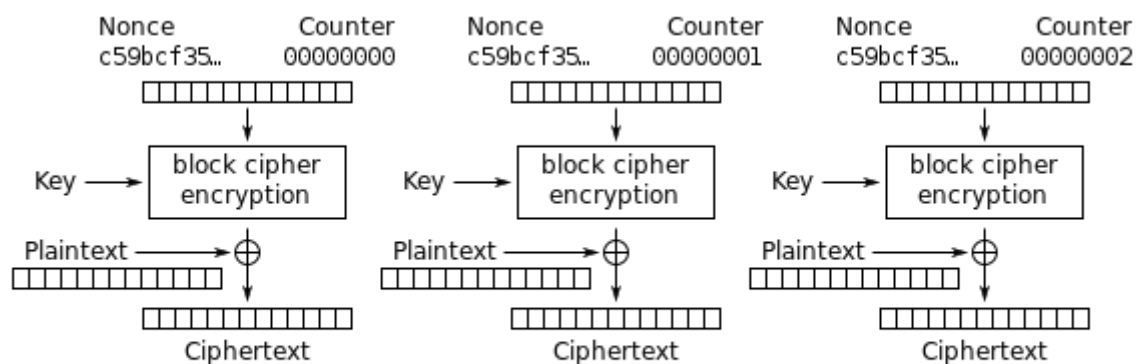 Nonce Counter Nonce Counter Nonce Counter
c59bcf35… 00000000 c59bcf35… 00000001 c59bcf35… 00000002
Key block cipher encryption Key block cipher encryption Key block cipher encryption
Plaintext Plaintext Plaintext
Ciphertext Ciphertext Ciphertext